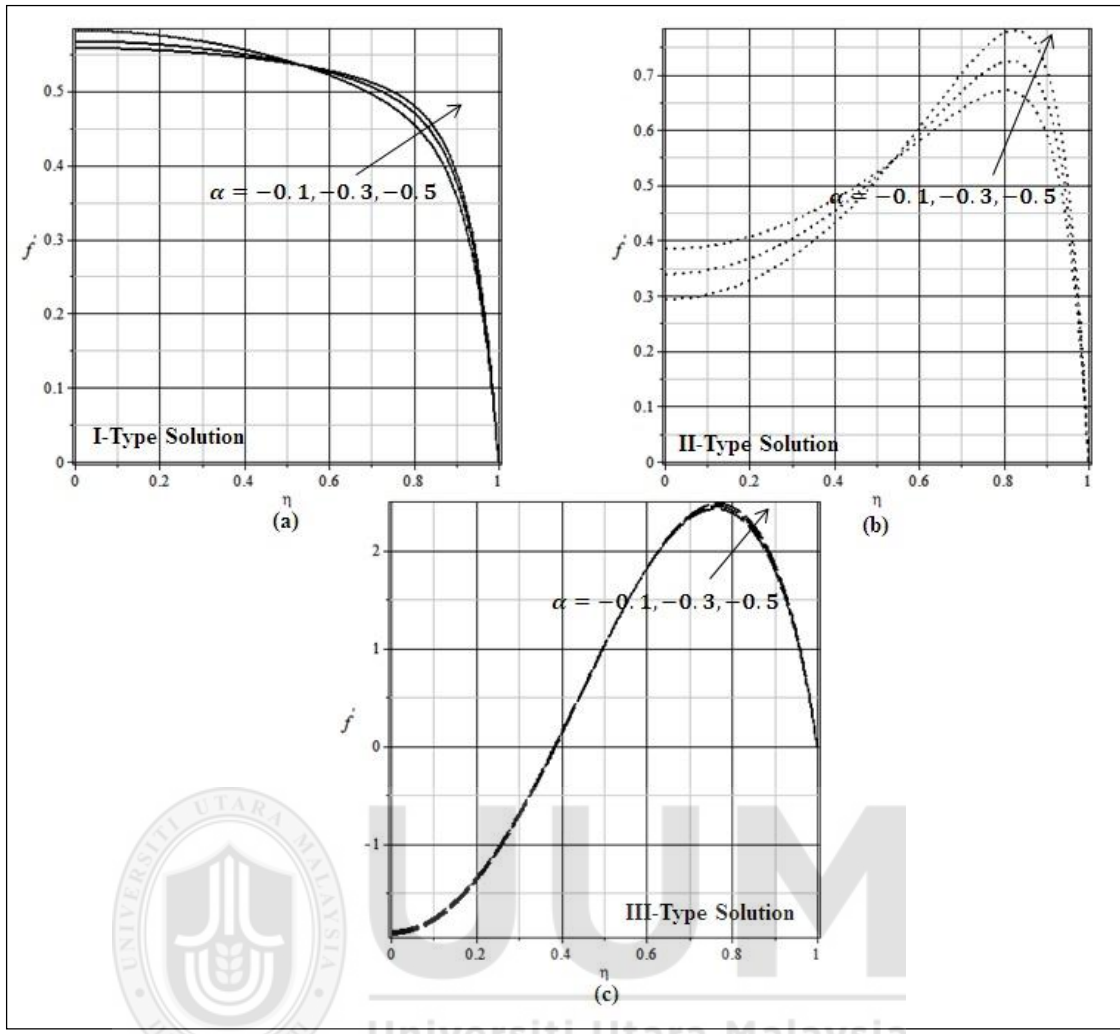 0.5
0.4
0.3
0.2
0.1
0
f'
α = −0.1, −0.3, −0.5
I-Type Solution
0 0.2 0.4 0.6 0.8 1
η
(a)
0.7
0.6
0.5
0.4
0.3
0.2
0.1
0
f'
α = −0.1, −0.3, −0.5
II-Type Solution
0 0.2 0.4 0.6 0.8 1
η
(b)
2
1
0
-1
f'
α = −0.1, −0.3, −0.5
III-Type Solution
0 0.2 0.4 0.6 0.8 1
η
(c)
UNIVERSITI UTARA MALAYSIA
UUM
Universiti Utara Malaysia